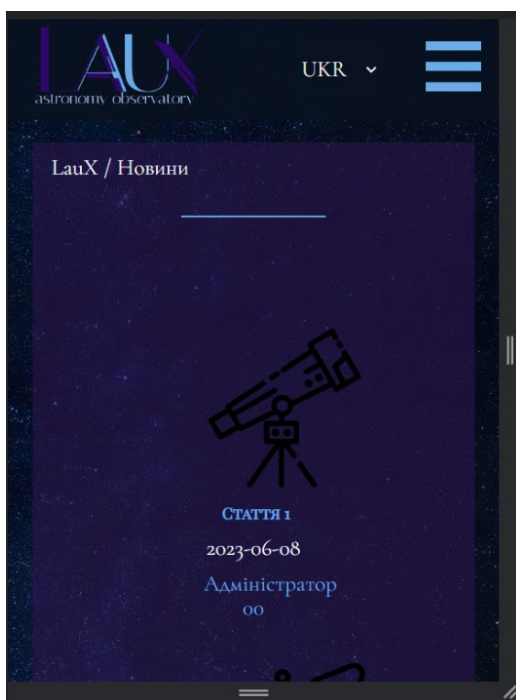 LAUX
astronomy observatory
UKR
LauX / Новини
Стаття 1
2023-06-08
Адміністратор
00